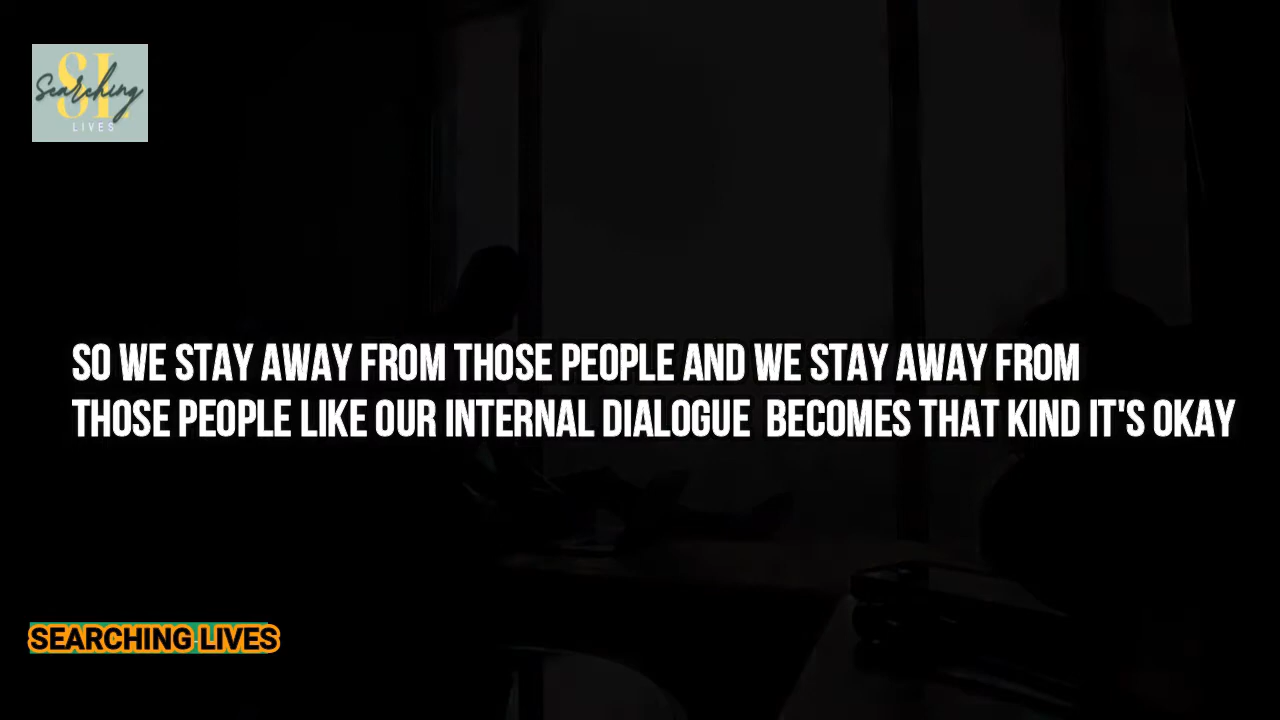 SL
Searching
LIVES
SO WE STAY AWAY FROM THOSE PEOPLE AND WE STAY AWAY FROM
THOSE PEOPLE LIKE OUR INTERNAL DIALOGUE BECOMES THAT KIND IT'S OKAY
SEARCHING LIVES